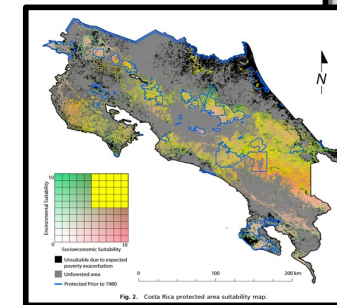 N
10
Environmental Suitability
0
10
Socioeconomic Suitability
Unsuitable due to expected
poverty exacerbation
Unforested area
Protected Prior to 1980
0
100
200 km
Fig. 2. Costa Rica protected area suitability map.